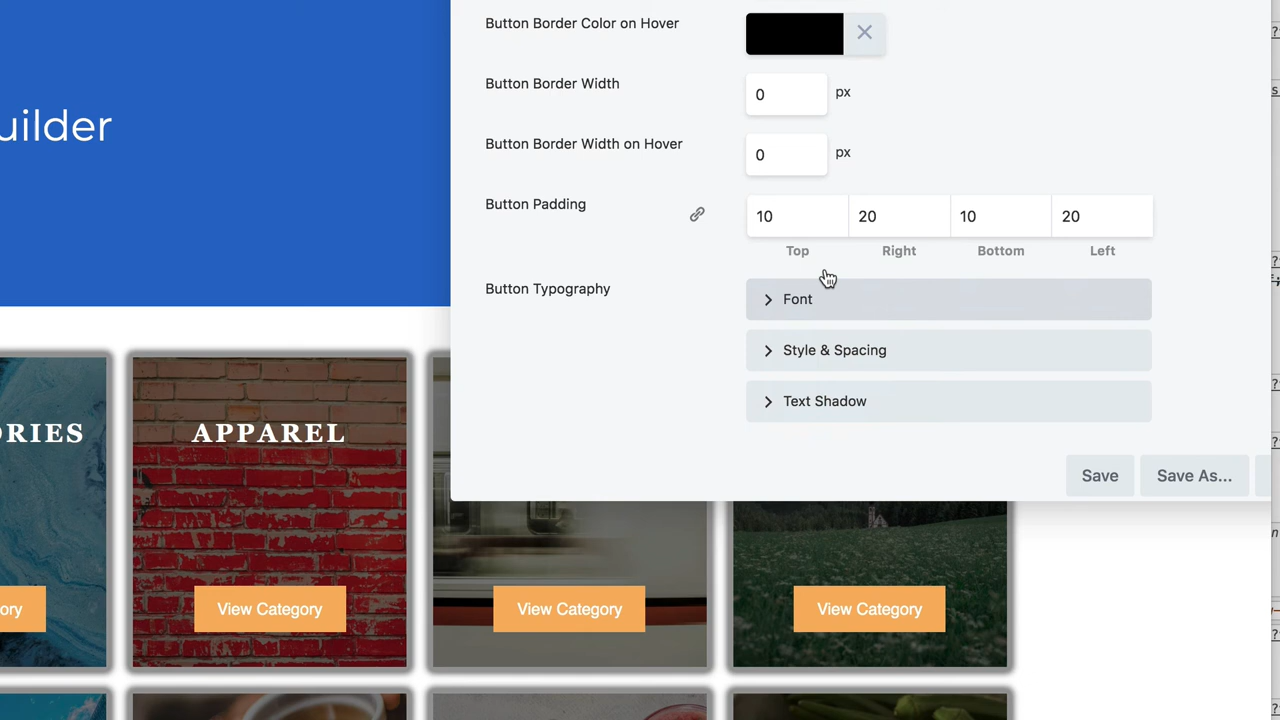 Button Border Color on Hover
Button Border Width
0 px
Button Border Width on Hover
0 px
Button Padding
10 20 10 20
Top Right Bottom Left
Button Typography
Font
Style & Spacing
Text Shadow
Save Save As...
uilder
ORIES
APPAREL
ory
View Category
View Category
View Category